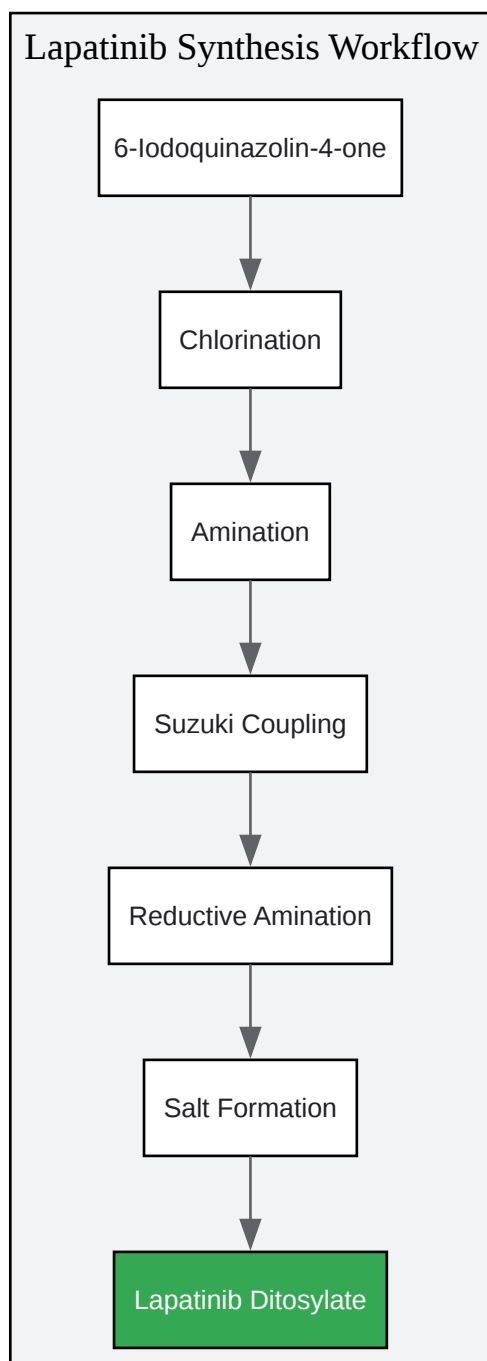 Lapatinib Synthesis Workflow
6-Iodoquinazolin-4-one
Chlorination
Amination
Suzuki Coupling
Reductive Amination
Salt Formation
Lapatinib Ditosylate